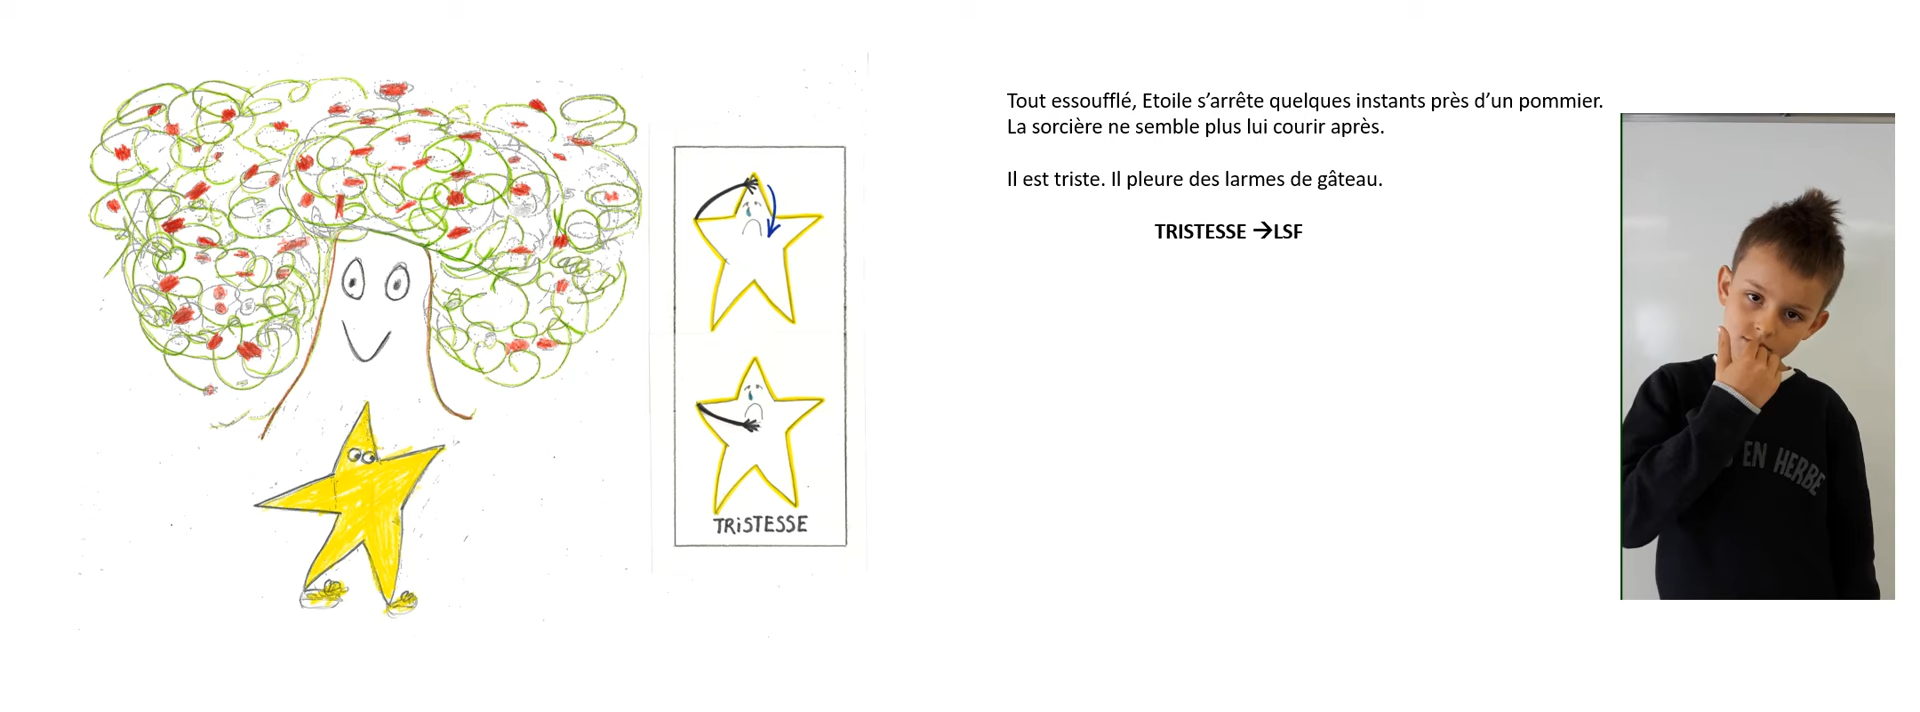 TRiSTESSE
Tout essoufflé, Etoile s’arrête quelques instants près d’un pommier.
La sorcière ne semble plus lui courir après.
Il est triste. Il pleure des larmes de gâteau.
TRISTESSE →LSF
EN HERBE